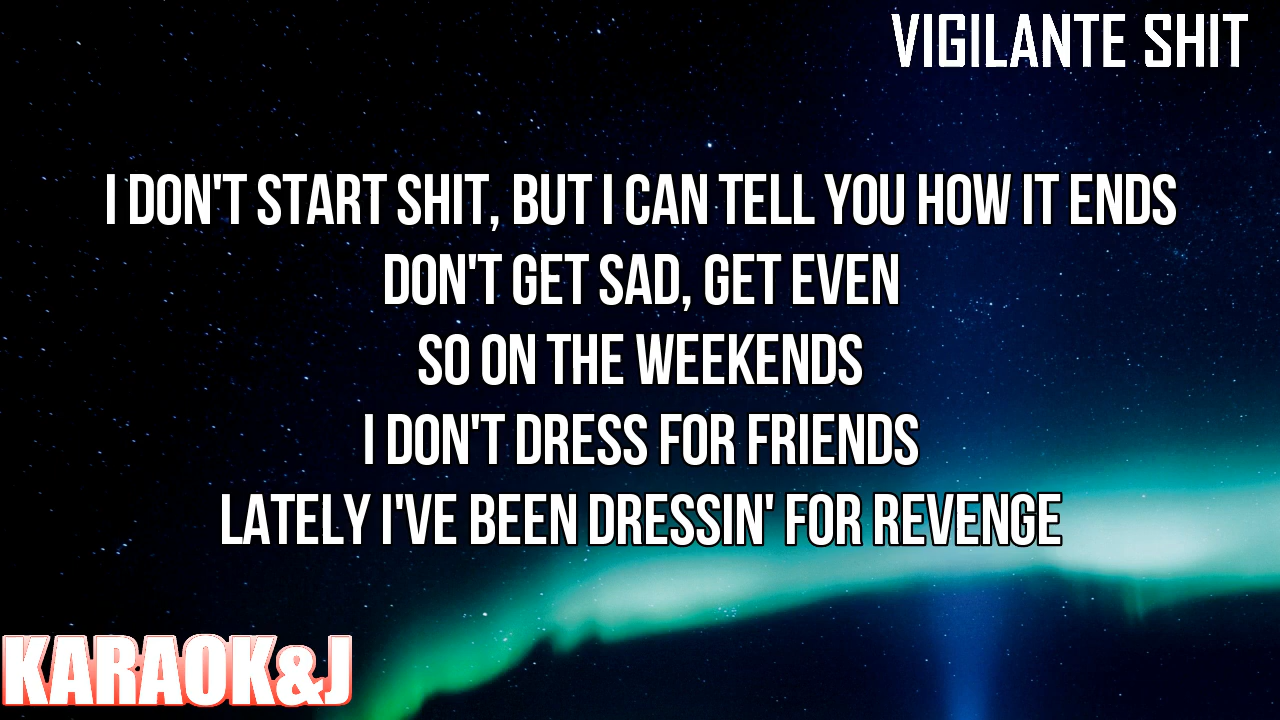 VIGILANTE SHIT
I DON'T START SHIT, BUT I CAN TELL YOU HOW IT ENDS
DON'T GET SAD, GET EVEN
SO ON THE WEEKENDS
I DON'T DRESS FOR FRIENDS
LATELY I'VE BEEN DRESSIN' FOR REVENGE
KARAOK&J